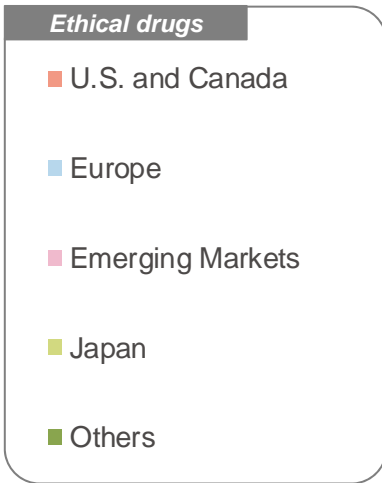 Ethical drugs
U.S. and Canada
Europe
Emerging Markets
Japan
Others